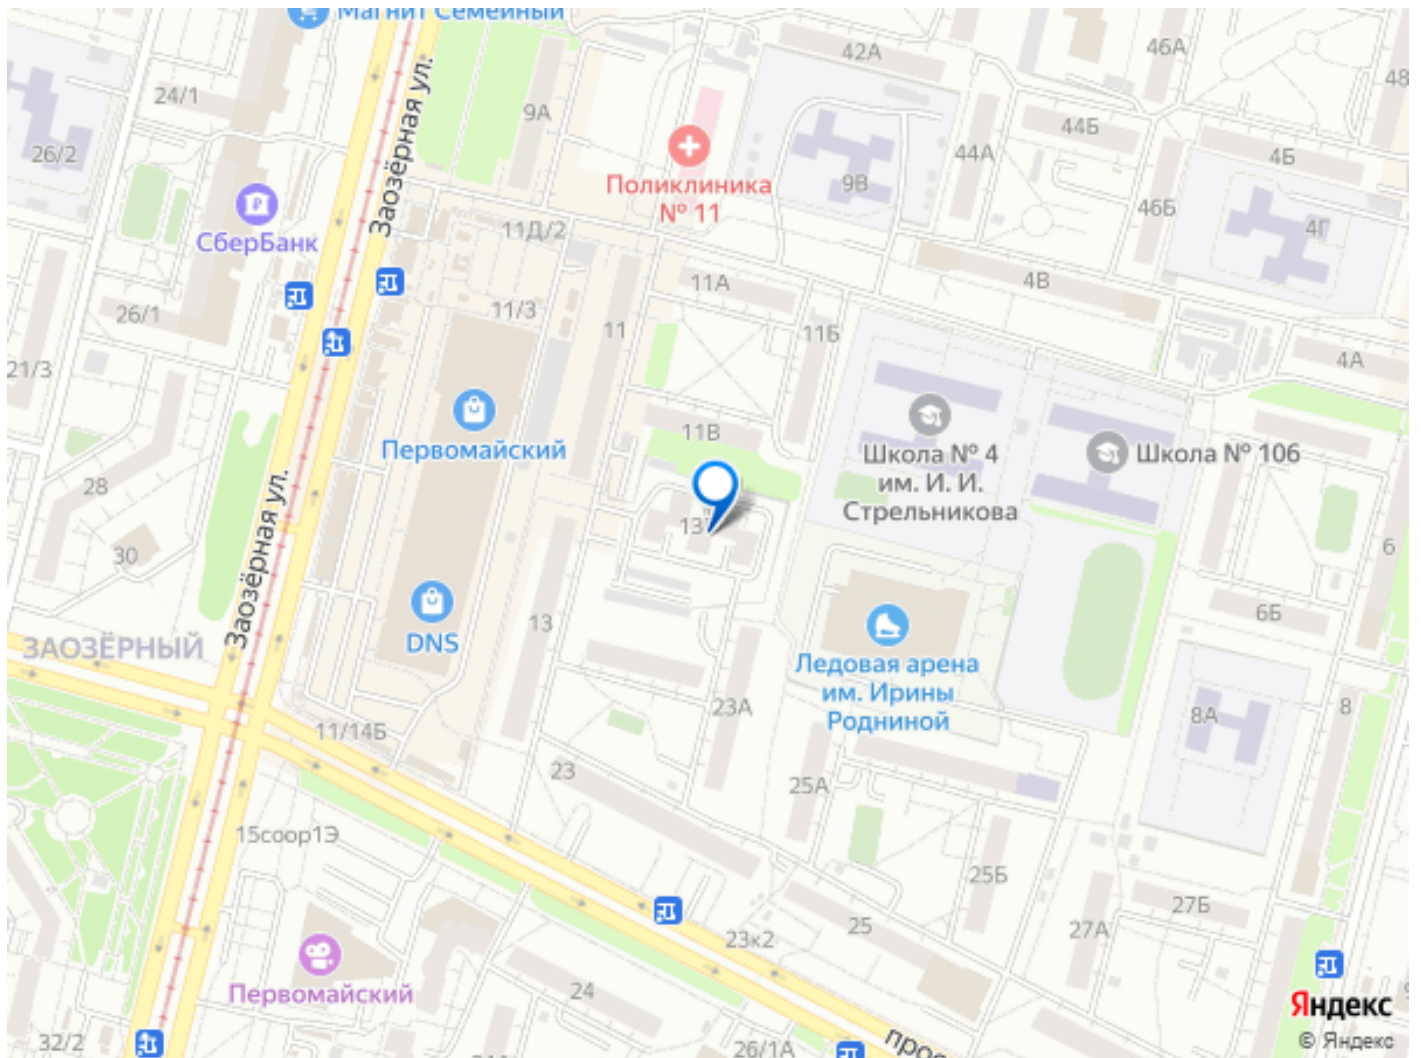 Магнит Семейный
42А
46А
48
24/1
9А
44Б
Заозёрная ул.
26/2
44А
4Б
Поликлиника
№ 11
9В
46Б
СберБанк
11Д/2
4Г
11А
4В
26/1
11/3
11
11Б
21/3
4А
Первомайский
11В
Школа № 4
им. И. И.
Стрельникова
Школа № 106
28
Заозёрная ул.
30
13
6
ЗАОЗЁРНЫЙ
DNS
13
6Б
Ледовая арена
им. Ирины
Родниной
23А
8А
8
11/14Б
23
25А
15соор1Э
25Б
27Б
25
27А
23к2
Первомайский
24
32/2
26/1А
прос
Яндекс
© Яндекс